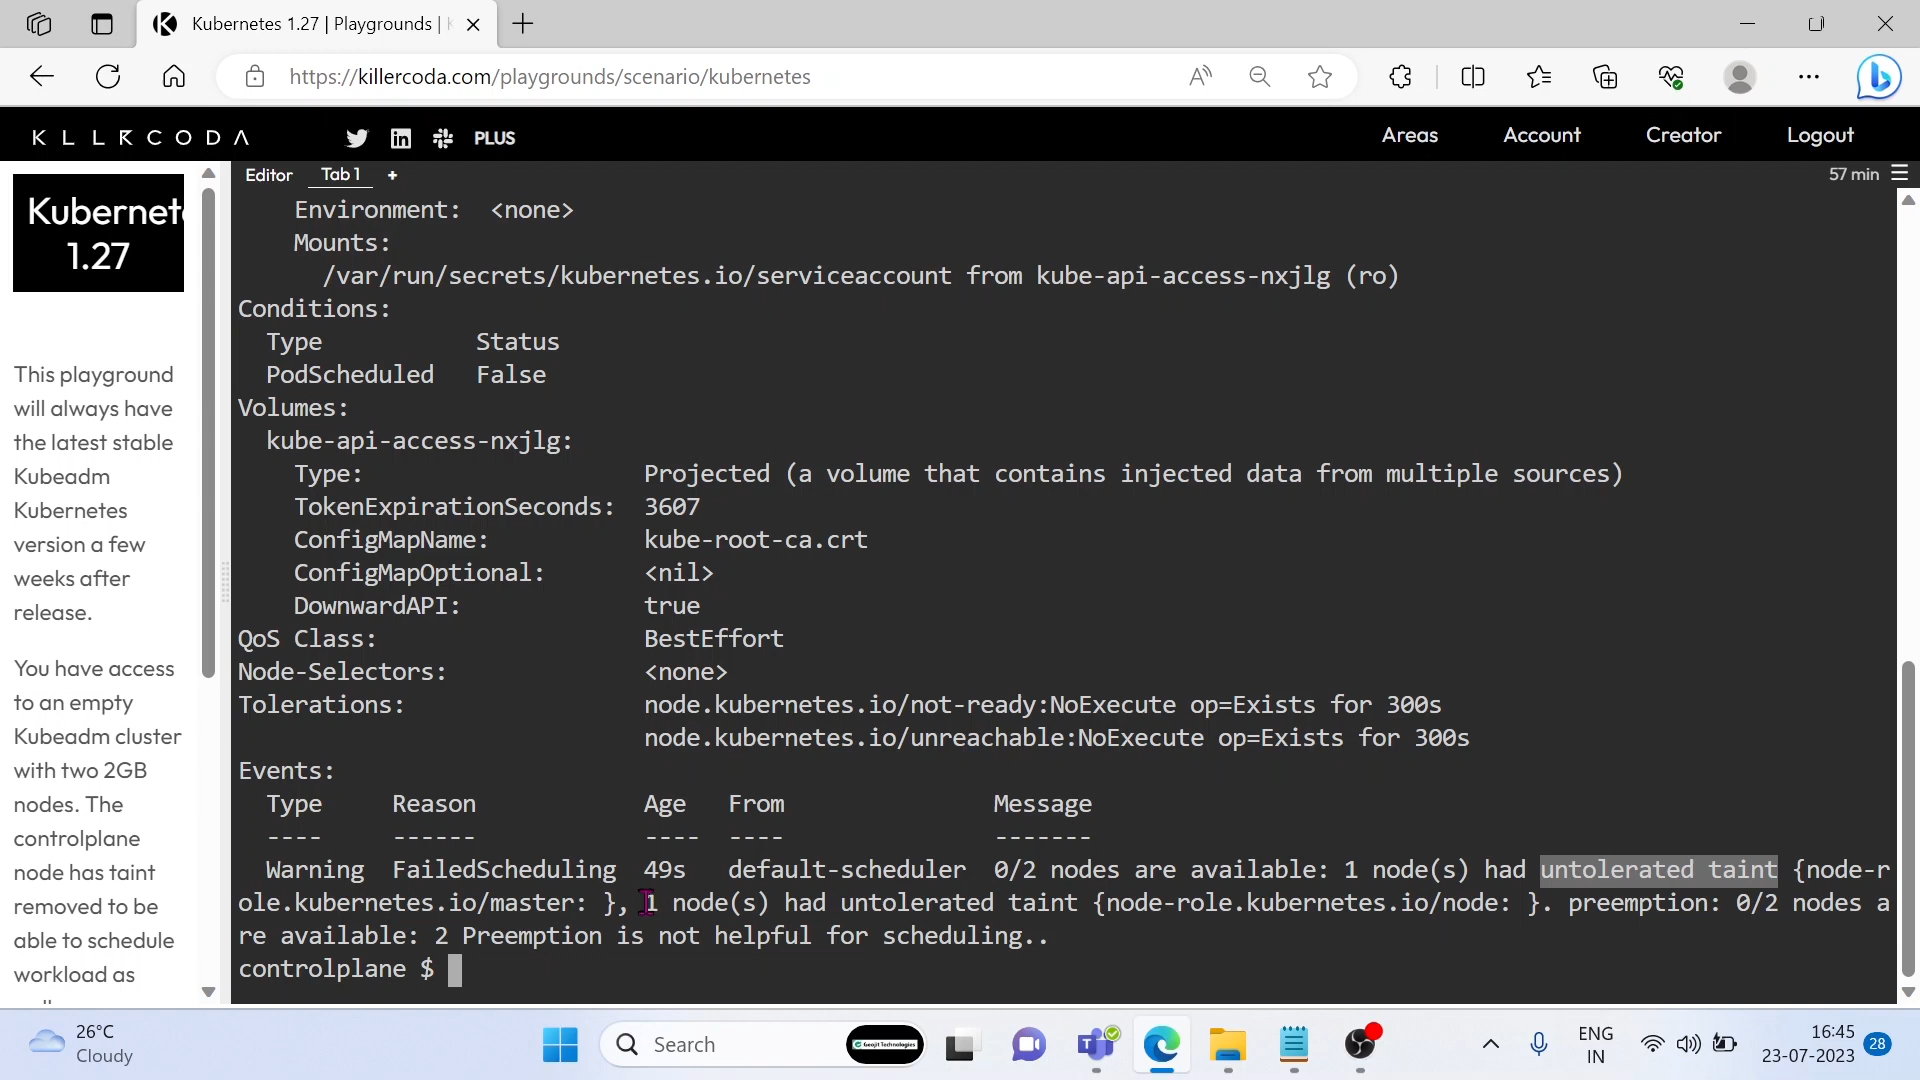 Kubernetes 1.27 | Playgrounds |
https://killercoda.com/playgrounds/scenario/kubernetes
KLLRCODA
PLUS
Areas
Account
Creator
Logout
Kubernete
1.27
This playground
will always have
the latest stable
Kubeadm
Kubernetes
version a few
weeks after
release.
You have access
to an empty
Kubeadm cluster
with two 2GB
nodes. The
controlplane
node has taint
removed to be
able to schedule
workload as
Editor Tab 1 +
57 min
Environment: <none>
Mounts:
/var/run/secrets/kubernetes.io/serviceaccount from kube-api-access-nxjlg (ro)
Conditions:
Type Status
PodScheduled False
Volumes:
kube-api-access-nxjlg:
Type: Projected (a volume that contains injected data from multiple sources)
TokenExpirationSeconds: 3607
ConfigMapName: kube-root-ca.crt
ConfigMapOptional: <nil>
DownwardAPI: true
QoS Class: BestEffort
Node-Selectors: <none>
Tolerations: node.kubernetes.io/not-ready:NoExecute op=Exists for 300s
node.kubernetes.io/unreachable:NoExecute op=Exists for 300s
Events:
Type Reason Age From Message
---- ------ ---- ---- -------
Warning FailedScheduling 49s default-scheduler 0/2 nodes are available: 1 node(s) had untolerated taint {node-r
ole.kubernetes.io/master: }, 1 node(s) had untolerated taint {node-role.kubernetes.io/node: }. preemption: 0/2 nodes a
re available: 2 Preemption is not helpful for scheduling..
controlplane $
26°C
Cloudy
Search
Geojit Technologies
ENG
IN
16:45
23-07-2023
28